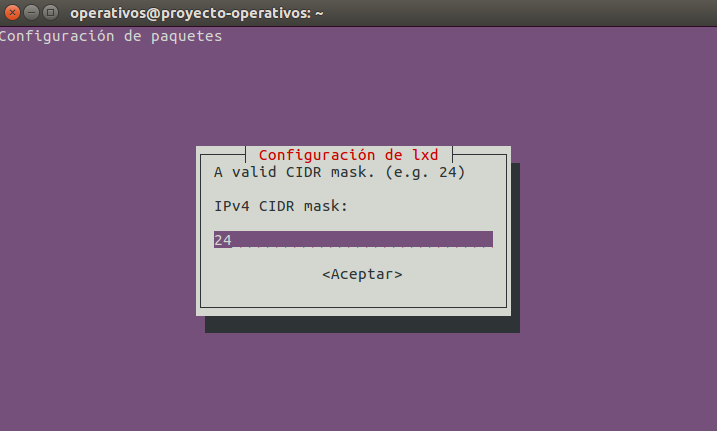 operativos@proyecto-operativos: ~
Configuración de paquetes
Configuración de lxd
A valid CIDR mask. (e.g. 24)
IPv4 CIDR mask:
24
<Aceptar>